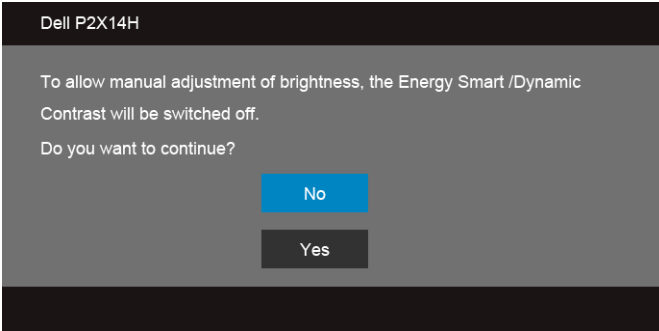 Dell P2X14H
To allow manual adjustment of brightness, the Energy Smart /Dynamic
Contrast will be switched off.
Do you want to continue?
No
Yes